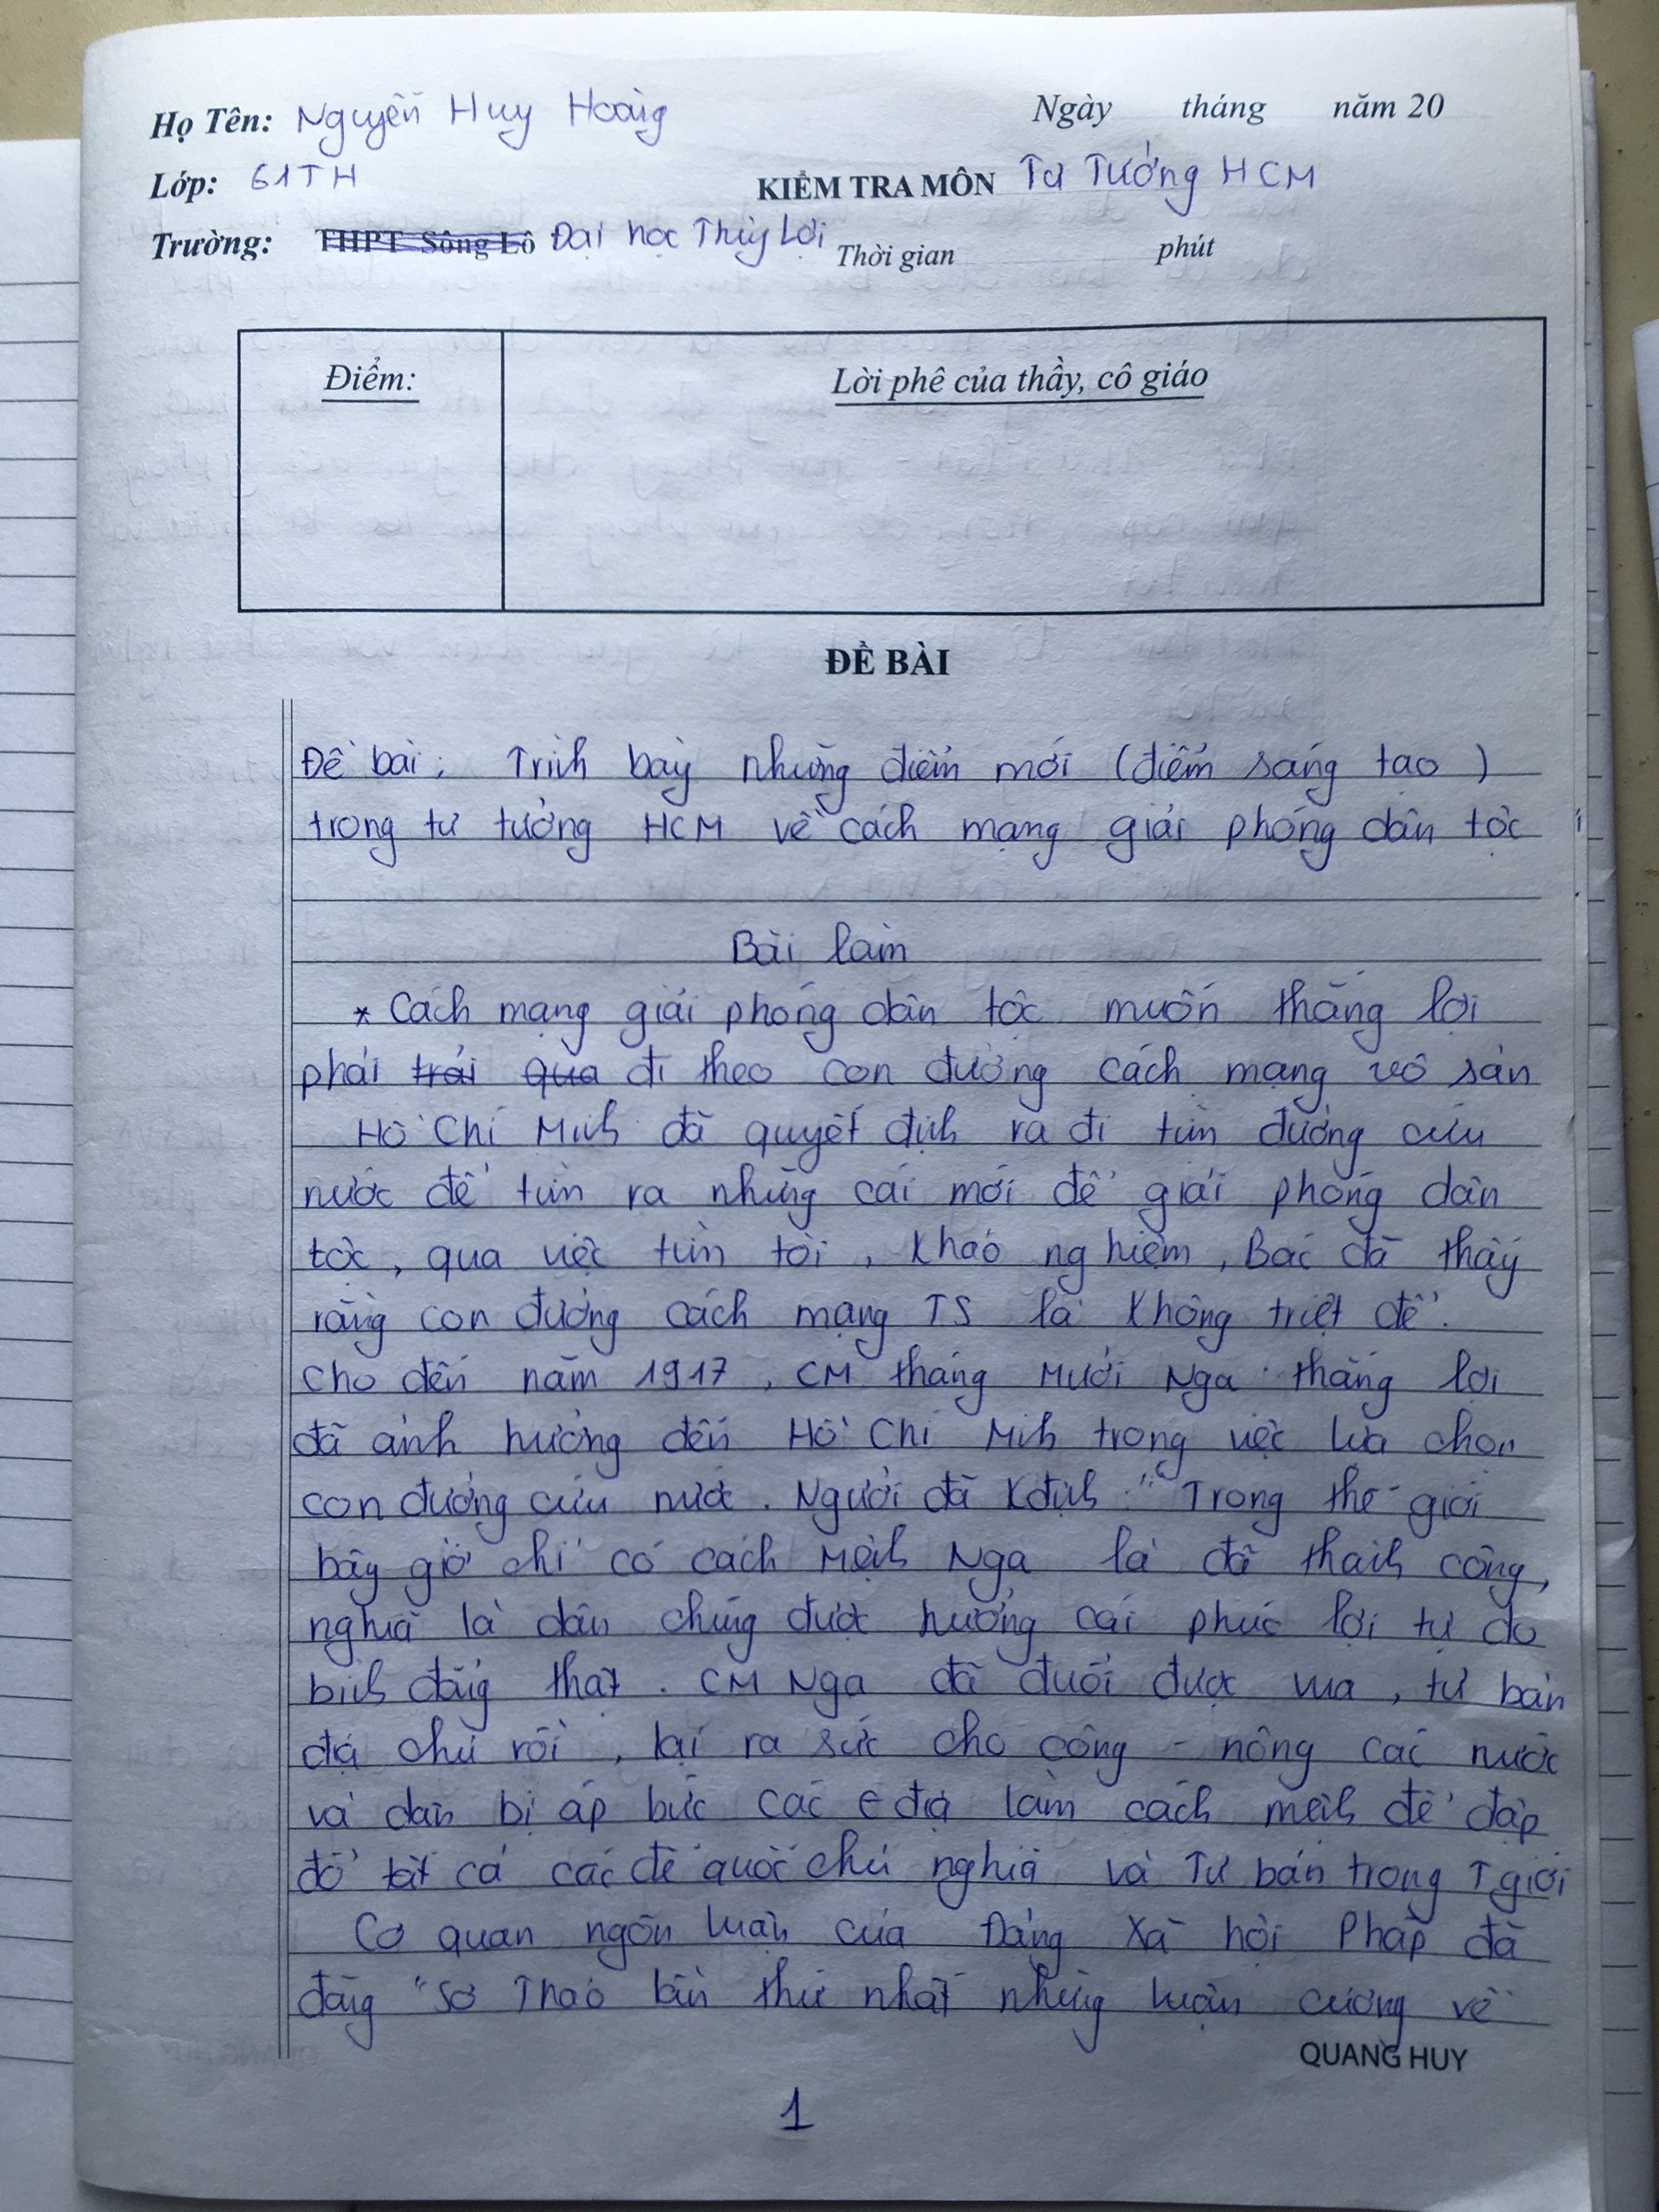 Họ Tên: Nguyễn Huy Hoàng
Ngày tháng năm 20
Lớp: 61TH
KIỂM TRA MÔN Tư Tưởng HCM
Trường: THPT Sông Lô Đại học Thủy Lợi
Thời gian phút
Điểm:
Lời phê của thầy, cô giáo
ĐỀ BÀI
Đề bài: Trình bày những điểm mới (điểm sáng tạo)
trong tư tưởng HCM về cách mạng giải phóng dân tộc
Bài làm
* Cách mạng giải phóng dân tộc muốn thắng lợi
phải trải qua đi theo con đường cách mạng vô sản
Hồ Chí Minh đã quyết định ra đi tìm đường cứu
nước để tìm ra những cái mới để giải phóng dân
tộc, qua việc tìm tòi, khảo nghiệm, Bác đã thấy
rằng con đường cách mạng TS là không triệt để.
Cho đến năm 1917, CM tháng Mười Nga thắng lợi
đã ảnh hưởng đến Hồ Chí Minh trong việc lựa chọn
con đường cứu nước. Người đã Kđịnh: "Trong thế giới
bây giờ chỉ có cách Mệnh Nga là đã thành công,
nghĩa là dân chúng được hưởng cái phúc lợi tự do
bình đẳng thật. CM Nga đã đuổi được vua, tư bản
địa chủ rồi, lại ra sức cho công - nông các nước
và dân bị áp bức các địa làm cách mệnh để đập
đổ tất cả các đế quốc chủ nghĩa và Tư bản trong Tgiới
Cơ quan ngôn luận của Đảng Xã hội Pháp đã
đăng "Sơ Thảo lần thứ nhất những luận cương về
QUANG HUY
1